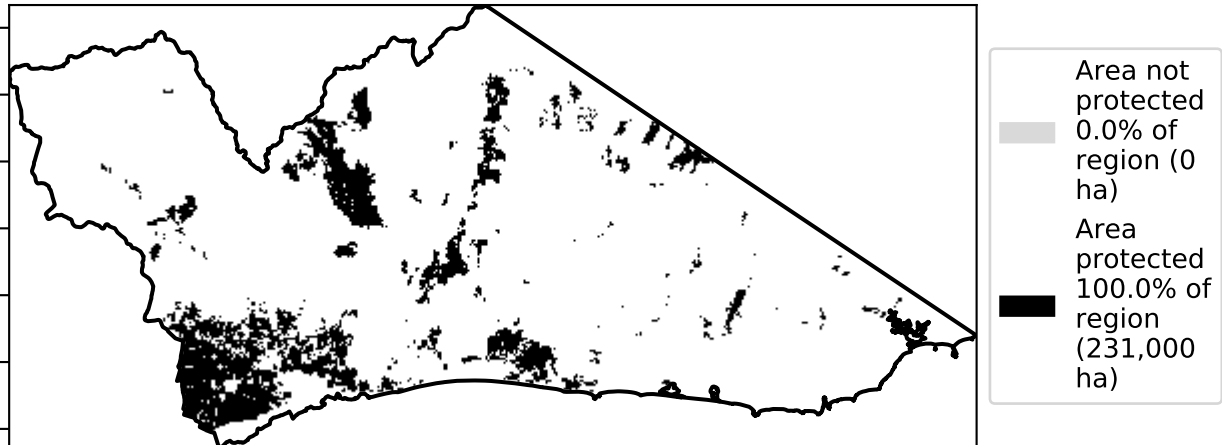 Area not
protected
0.0% of
region (0
ha)
Area
protected
100.0% of
region
(231,000
ha)